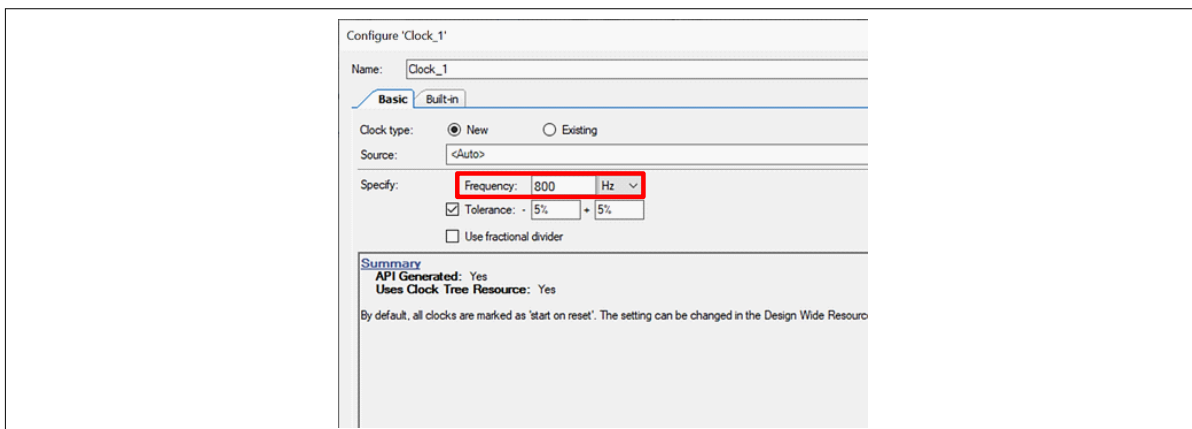 Configure 'Clock_1'
Name: Clock_1
Basic Built-in
Clock type: New Existing
Source: <Auto>
Specify: Frequency: 800 Hz
Tolerance: - 5% + 5%
Use fractional divider
Summary
API Generated: Yes
Uses Clock Tree Resource: Yes
By default, all clocks are marked as 'start on reset'. The setting can be changed in the Design Wide Resourc